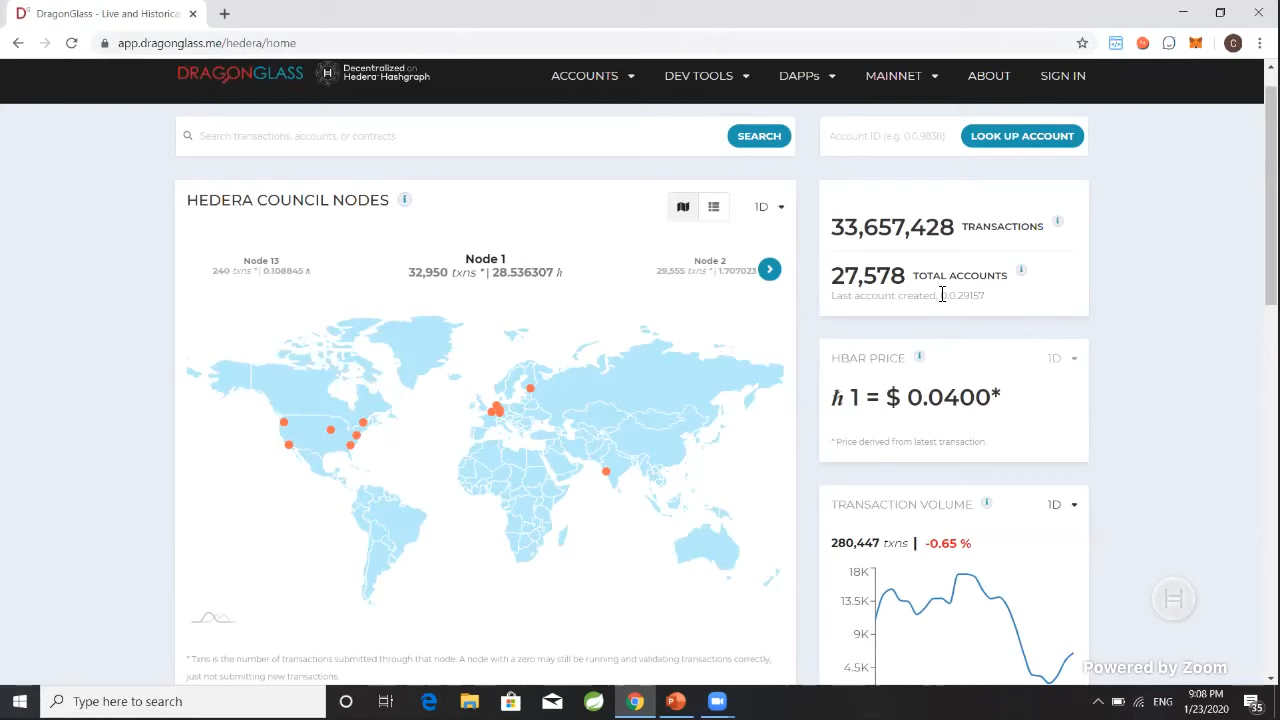 DragonGlass - Live and Historica
app.dragonglass.me/hedera/home
C
DRAGONGLASS
Decentralized on
Hedera Hashgraph
ACCOUNTS
DEV TOOLS
DAPPs
MAINNET
ABOUT
SIGN IN
Search transactions, accounts, or contracts
SEARCH
Account ID (e.g. 0.0.9838)
LOOK UP ACCOUNT
HEDERA COUNCIL NODES
1D
Node 13
240 txns * | 0.108845 ℏ
Node 1
32,950 txns * | 28.536307 ℏ
Node 2
29,555 txns * | 1.707023
33,657,428 TRANSACTIONS
27,578 TOTAL ACCOUNTS
Last account created, 0.0.29157
HBAR PRICE
1D
ℏ 1 = $ 0.0400*
* Price derived from latest transaction.
TRANSACTION VOLUME
1D
280,447 txns | -0.65 %
18K
13.5K
9K
4.5K
* Txns is the number of transactions submitted through that node. A node with a zero may still be running and validating transactions correctly,
just not submitting new transactions.
Powered by Zoom
Type here to search
ENG
9:08 PM
1/23/2020
35